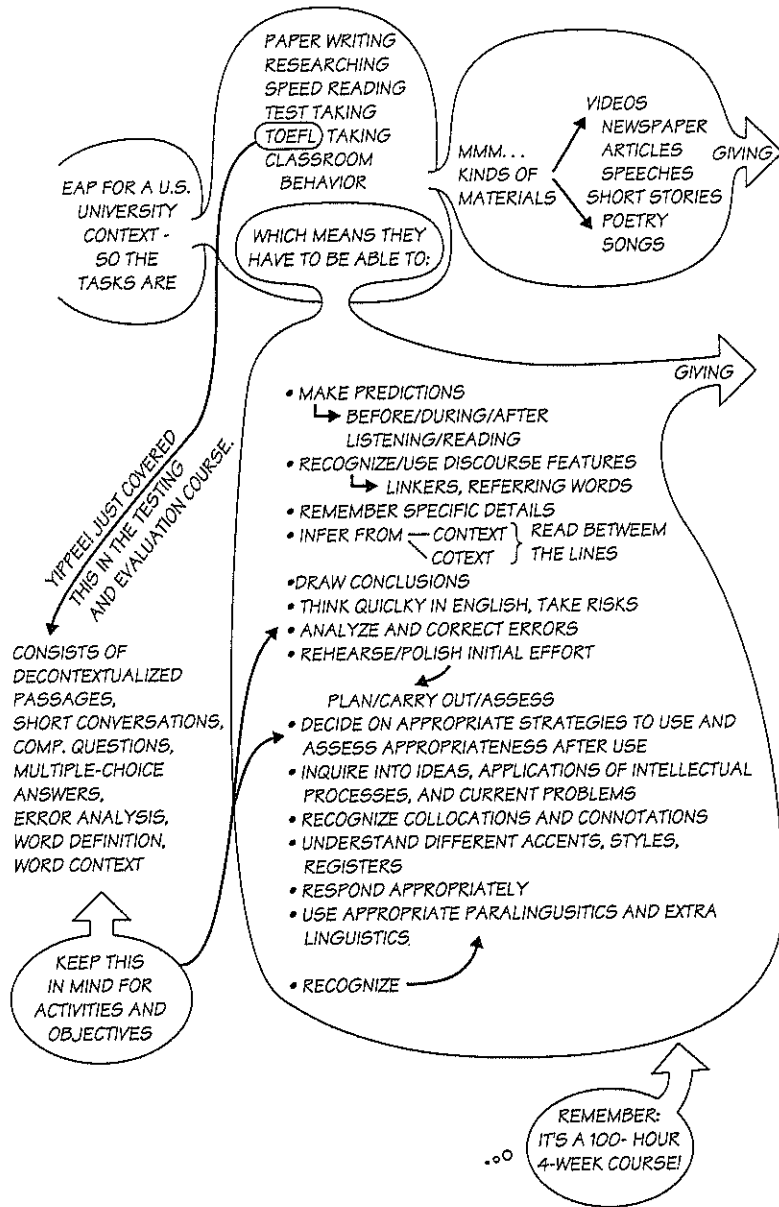 PAPER WRITING
RESEARCHING
SPEED READING
TEST TAKING
TOEFL TAKING
CLASSROOM
BEHAVIOR
EAP FOR A U.S.
UNIVERSITY
CONTEXT -
SO THE
TASKS ARE
WHICH MEANS THEY
HAVE TO BE ABLE TO:
MMM...
KINDS OF
MATERIALS
VIDEOS
NEWSPAPER
ARTICLES
SPEECHES
SHORT STORIES
POETRY
SONGS
GIVING
GIVING
• MAKE PREDICTIONS
BEFORE/DURING/AFTER
LISTENING/READING
• RECOGNIZE/USE DISCOURSE FEATURES
LINKERS, REFERRING WORDS
• REMEMBER SPECIFIC DETAILS
• INFER FROM — CONTEXT } READ BETWEEM
COTEXT THE LINES
• DRAW CONCLUSIONS
• THINK QUICLKY IN ENGLISH, TAKE RISKS
• ANALYZE AND CORRECT ERRORS
• REHEARSE/POLISH INITIAL EFFORT
PLAN/CARRY OUT/ASSESS
• DECIDE ON APPROPRIATE STRATEGIES TO USE AND
ASSESS APPROPRIATENESS AFTER USE
• INQUIRE INTO IDEAS, APPLICATIONS OF INTELLECTUAL
PROCESSES, AND CURRENT PROBLEMS
• RECOGNIZE COLLOCATIONS AND CONNOTATIONS
• UNDERSTAND DIFFERENT ACCENTS, STYLES,
REGISTERS
• RESPOND APPROPRIATELY
• USE APPROPRIATE PARALINGUSITICS AND EXTRA
LINGUISTICS.
• RECOGNIZE
YIPPEE! JUST COVERED
THIS IN THE TESTING
AND EVALUATION COURSE.
CONSISTS OF
DECONTEXTUALIZED
PASSAGES,
SHORT CONVERSATIONS,
COMP. QUESTIONS,
MULTIPLE-CHOICE
ANSWERS,
ERROR ANALYSIS,
WORD DEFINITION,
WORD CONTEXT
KEEP THIS
IN MIND FOR
ACTIVITIES AND
OBJECTIVES
REMEMBER:
IT'S A 100- HOUR
4-WEEK COURSE!